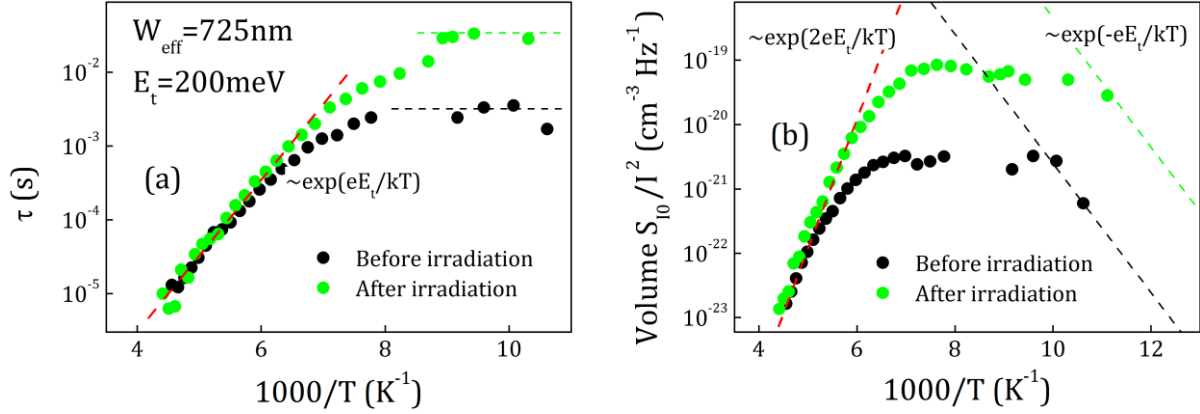 W_eff=725nm
E_t=200meV
(a)
~exp(eE_t/kT)
Before irradiation
After irradiation
10^-2
10^-3
10^-4
10^-5
τ (s)
4 6 8 10
1000/T (K^-1)
~exp(2eE_t/kT)
~exp(-eE_t/kT)
(b)
Before irradiation
After irradiation
10^-19
10^-20
10^-21
10^-22
10^-23
Volume S_10/I^2 (cm^-3 Hz^-1)
4 6 8 10 12
1000/T (K^-1)